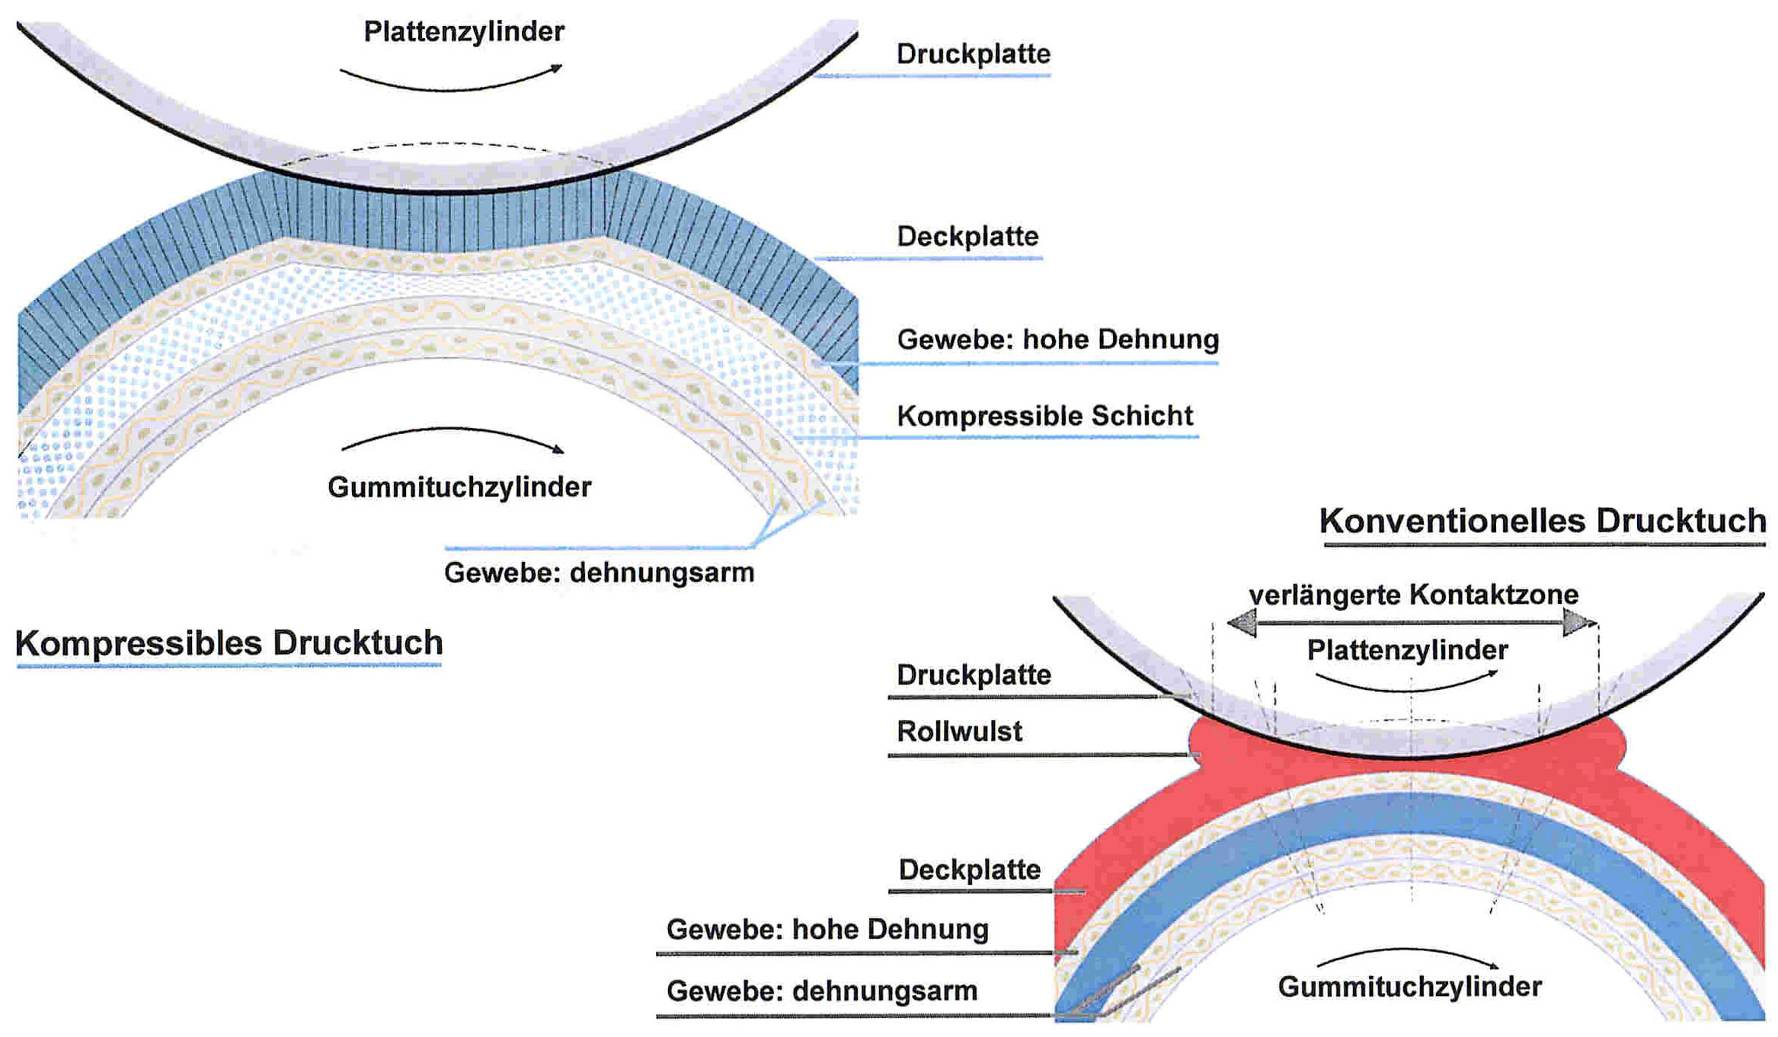 Plattenzylinder
Druckplatte
Deckplatte
Gewebe: hohe Dehnung
Kompressible Schicht
Gummituchzylinder
Gewebe: dehnungsarm
Kompressibles Drucktuch
Konventionelles Drucktuch
verlängerte Kontaktzone
Plattenzylinder
Druckplatte
Rollwulst
Deckplatte
Gewebe: hohe Dehnung
Gewebe: dehnungsarm
Gummituchzylinder